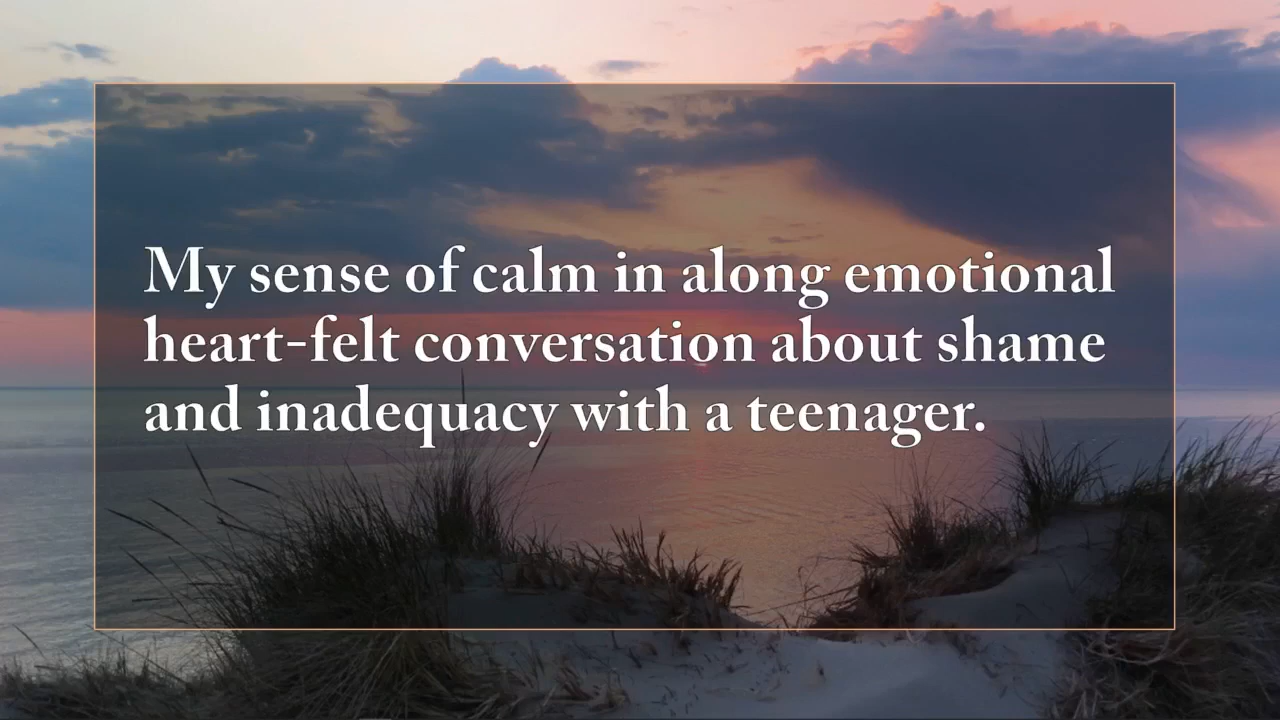 My sense of calm in along emotional
heart-felt conversation about shame
and inadequacy with a teenager.